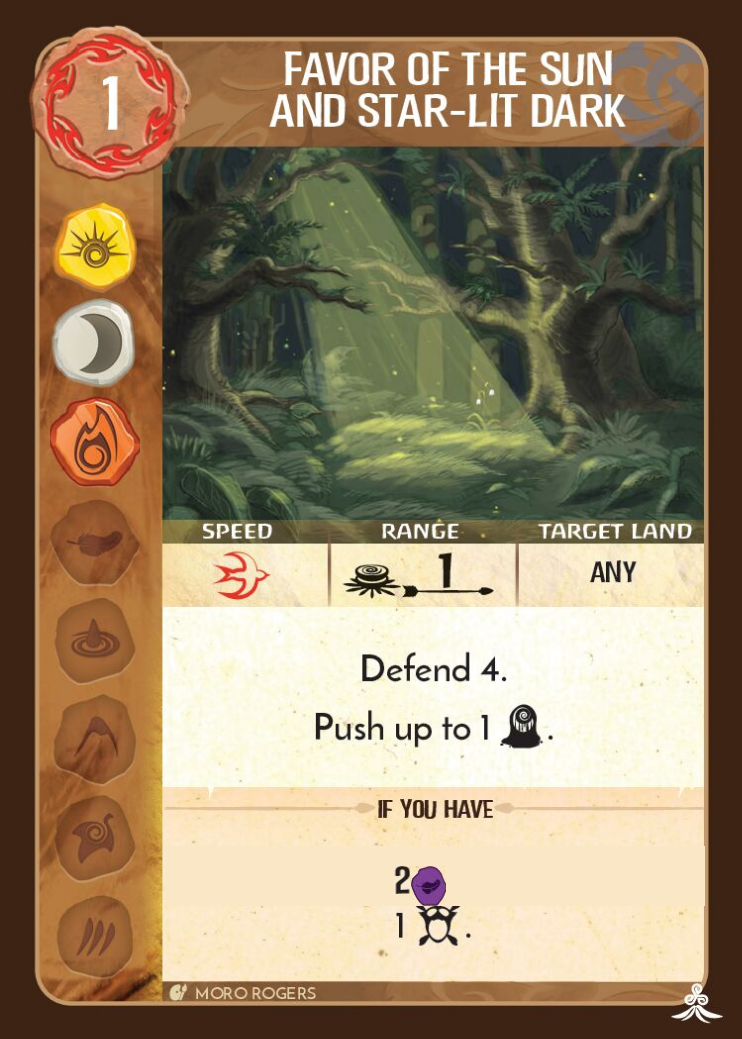 1
FAVOR OF THE SUN
AND STAR-LIT DARK
SPEED RANGE TARGET LAND
1 ANY
Defend 4.
Push up to 1 .
IF YOU HAVE
2
1 .
MORO ROGERS